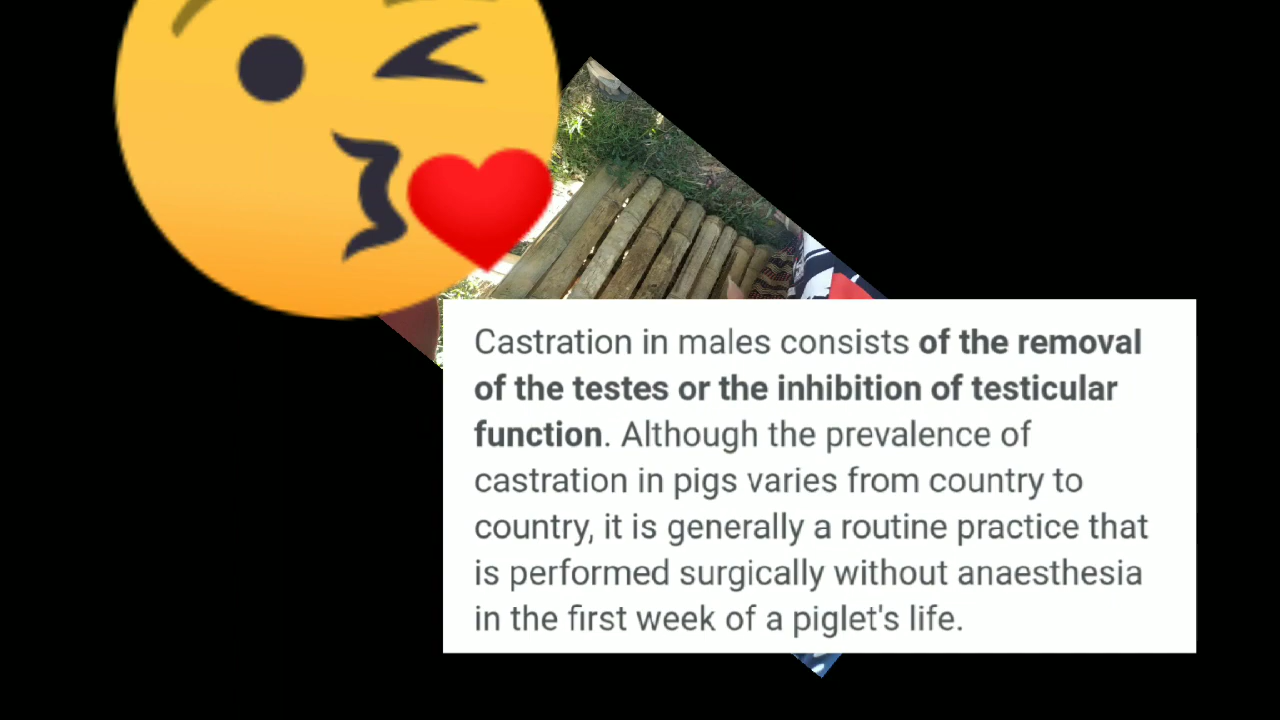 Castration in males consists of the removal
of the testes or the inhibition of testicular
function. Although the prevalence of
castration in pigs varies from country to
country, it is generally a routine practice that
is performed surgically without anaesthesia
in the first week of a piglet's life.